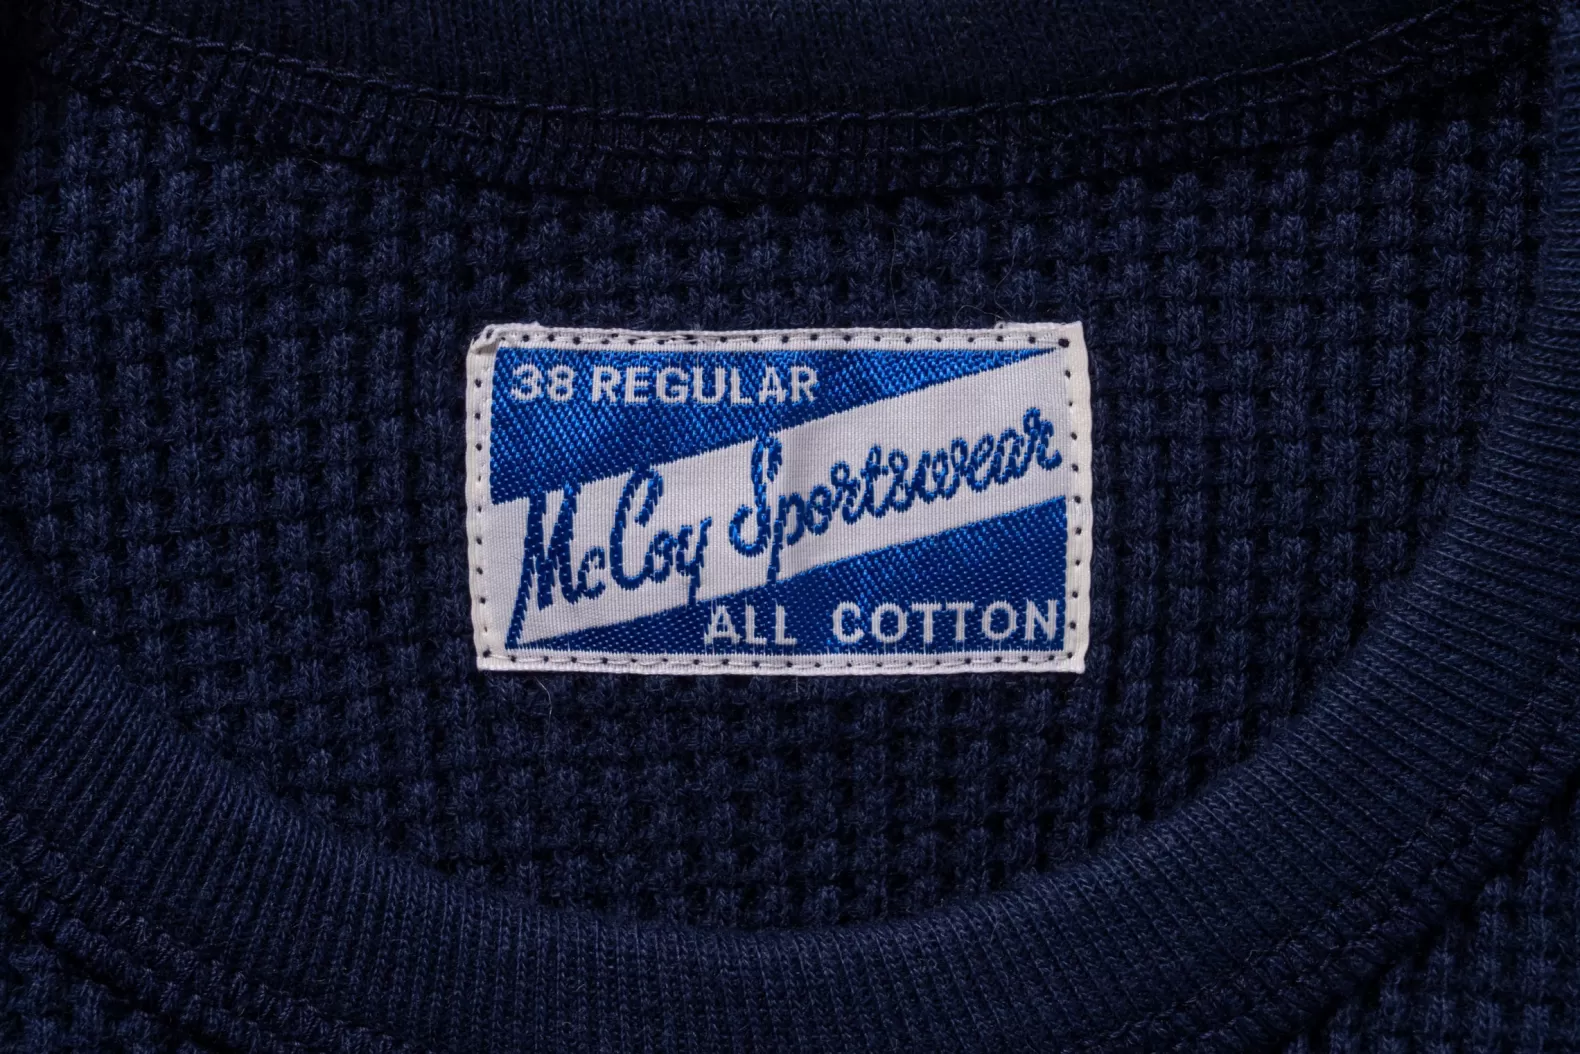 38 REGULAR
McCoy Sportswear
ALL COTTON